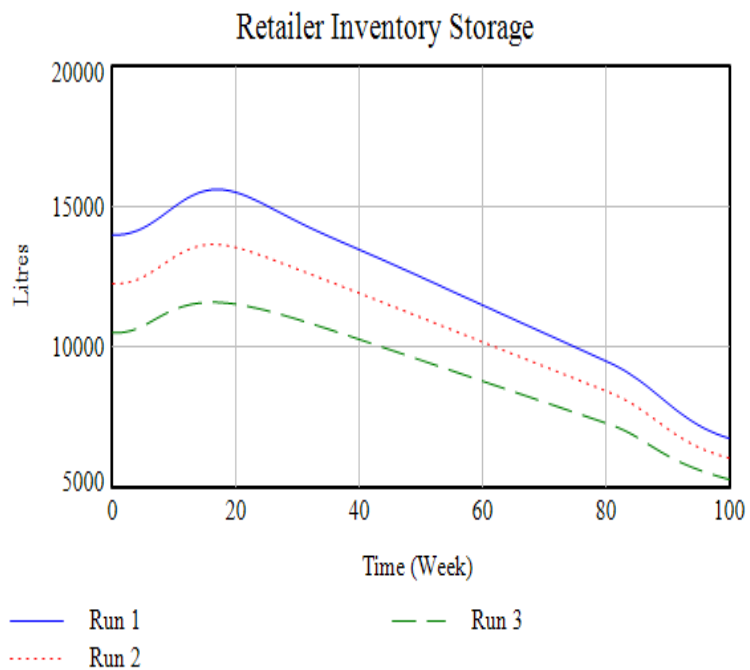 Retailer Inventory Storage
20000
15000
10000
5000
Litres
0 20 40 60 80 100
Time (Week)
Run 1 Run 3
Run 2